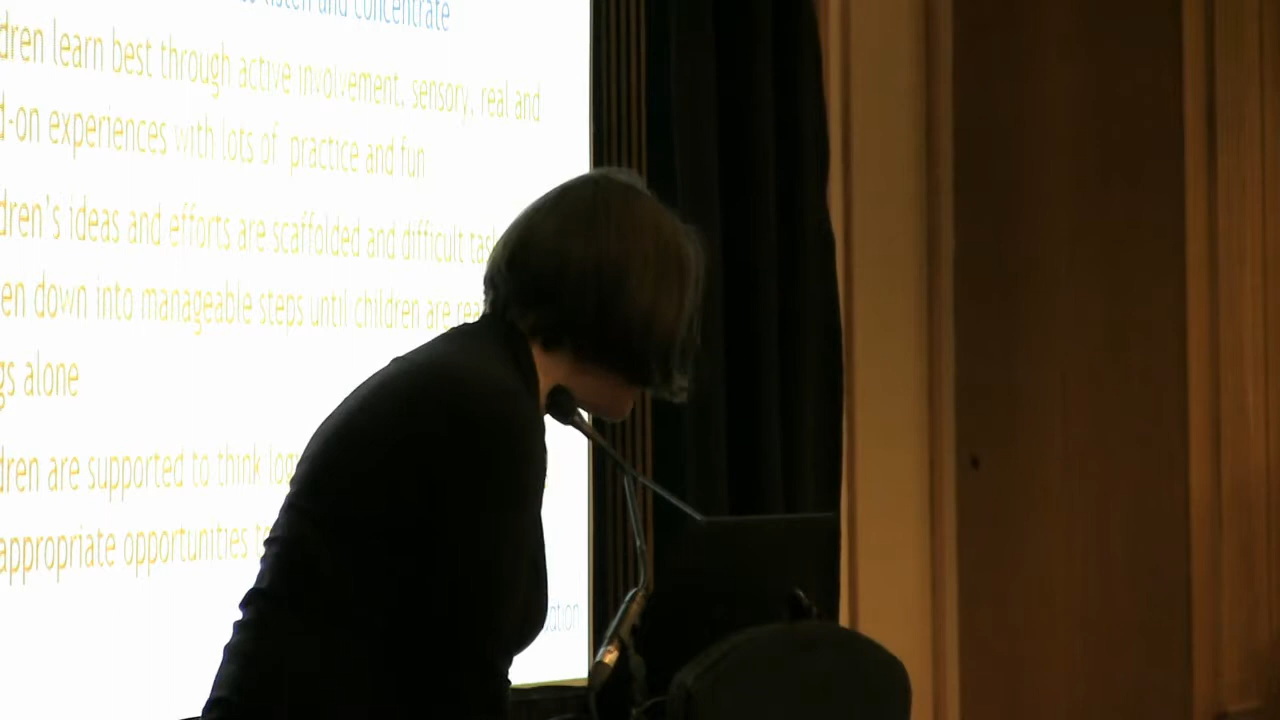 listen and concentrate
dren learn best through active involvement, sensory, real and
d-on experiences with lots of practice and fun
dren's ideas and efforts are scaffolded and difficult tas
en down into manageable steps until children are rea
gs alone
dren are supported to think log
appropriate opportunities t
ation